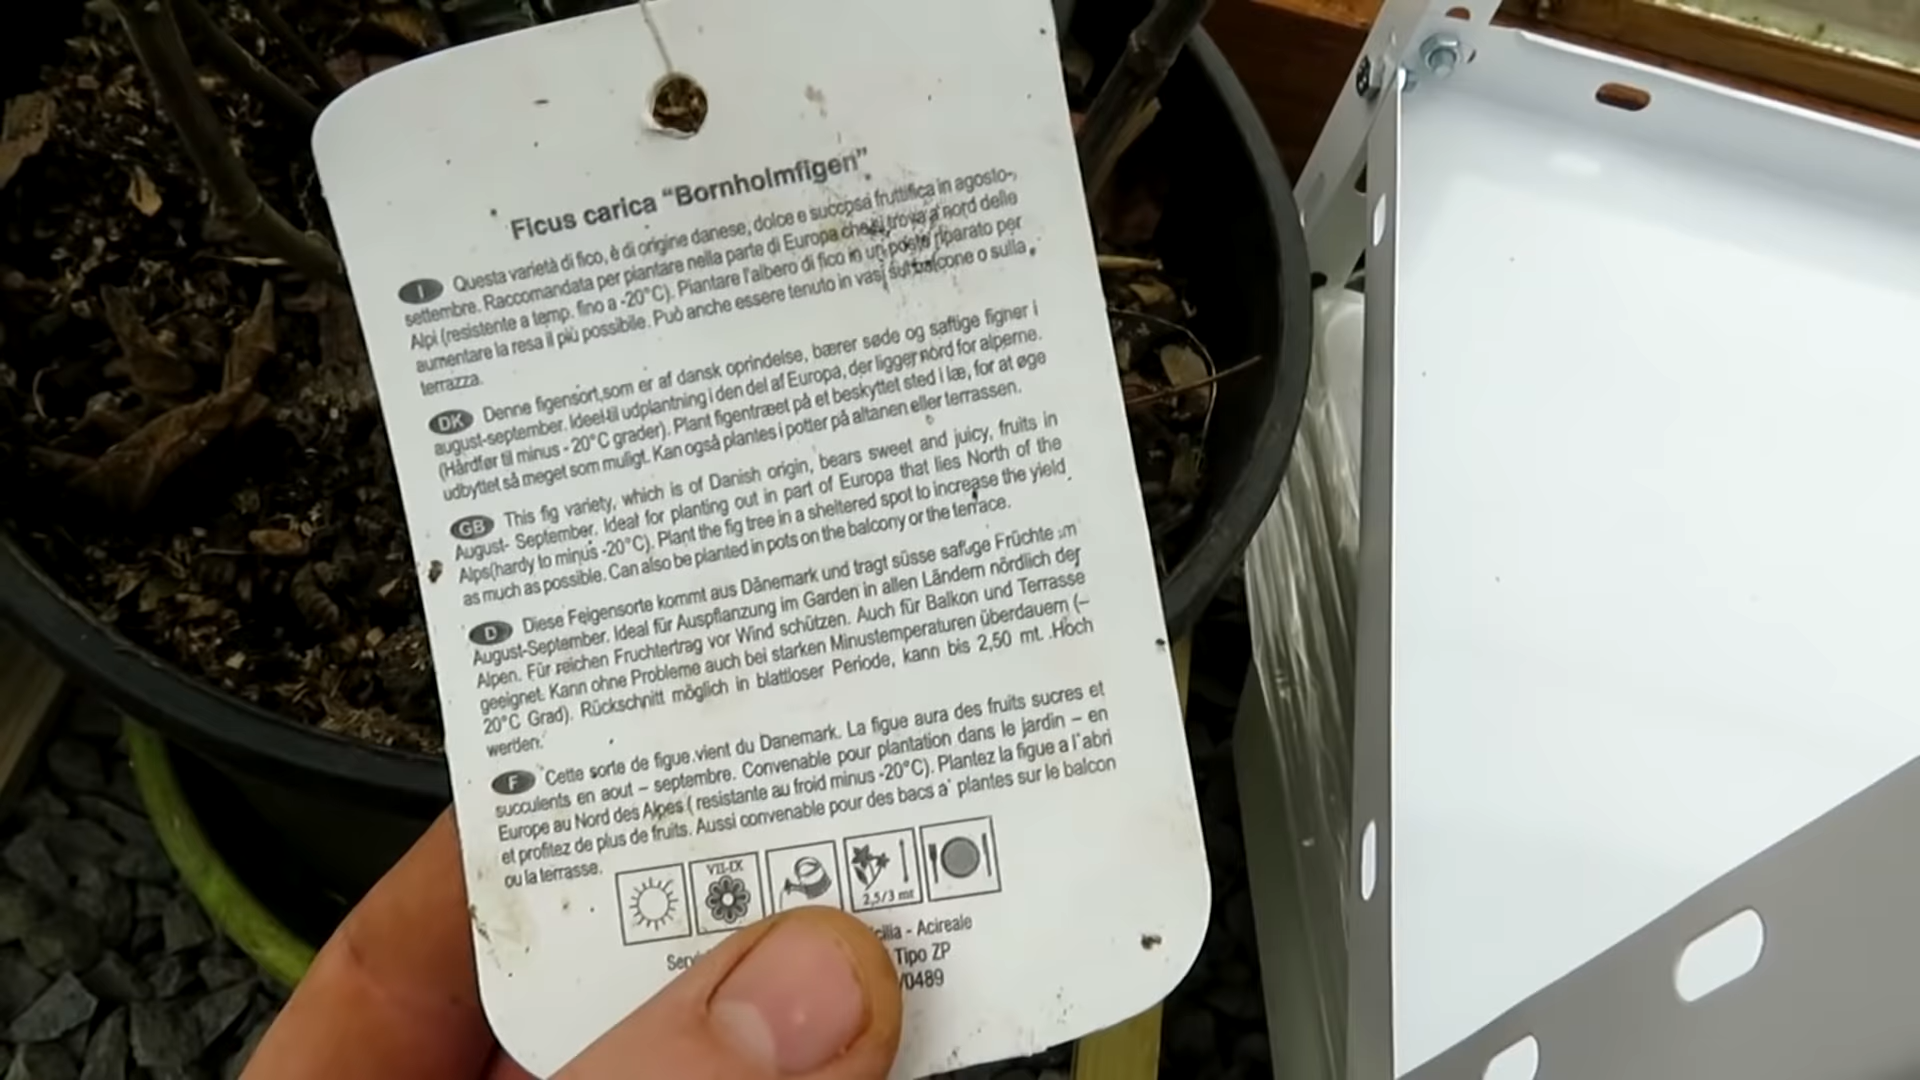 Ficus carica “Bornholmfigen”
I Questa varietà di fico, è di origine danese, dolce e succosa fruttifica in agosto-,
settembre. Raccomandata per piantare nella parte di Europa che si trova a nord delle
Alpi (resistente a temp. fino a -20°C). Piantare l'albero di fico in un posto riparato per
aumentare la resa il più possibile. Può anche essere tenuto in vasi sul balcone o sulla
terrazza.
DK Denne figensort,som er af dansk oprindelse, bærer søde og saftige figner i
august-september. Ideel til udplantning i den del af Europa, der ligger nord for alperne.
(Hårdfør til minus - 20°C grader). Plant figentræet på et beskyttet sted i læ, for at øge
udbyttet så meget som muligt. Kan også plantes i potter på altanen eller terrassen.
GB This fig variety, which is of Danish origin, bears sweet and juicy, fruits in
August- September. Ideal for planting out in part of Europa that lies North of the
Alps(hardy to minus -20°C). Plant the fig tree in a sheltered spot to increase the yield
as much as possible. Can also be planted in pots on the balcony or the terrace.
D Diese Feigensorte kommt aus Dänemark und tragt süsse saftige Früchte im
August-September. Ideal für Auspflanzung im Garden in allen Ländern nördlich der
Alpen. Für reichen Fruchtertrag vor Wind schützen. Auch für Balkon und Terrasse
geeignet. Kann ohne Probleme auch bei starken Minustemperaturen überdauern (–
20°C Grad). Rückschnitt möglich in blattloser Periode, kann bis 2,50 mt. .Hoch
werden.
F Cette sorte de figue vient du Danemark. La figue aura des fruits sucres et
succulents en aout – septembre. Convenable pour plantation dans le jardin – en
Europe au Nord des Alpes ( resistante au froid minus -20°C). Plantez la figue a l'abri
et profitez de plus de fruits. Aussi convenable pour des bacs a' plantes sur le balcon
ou la terrasse.
VII-IX
2,5/3 mt
- Acireale
Tipo ZP
/0489